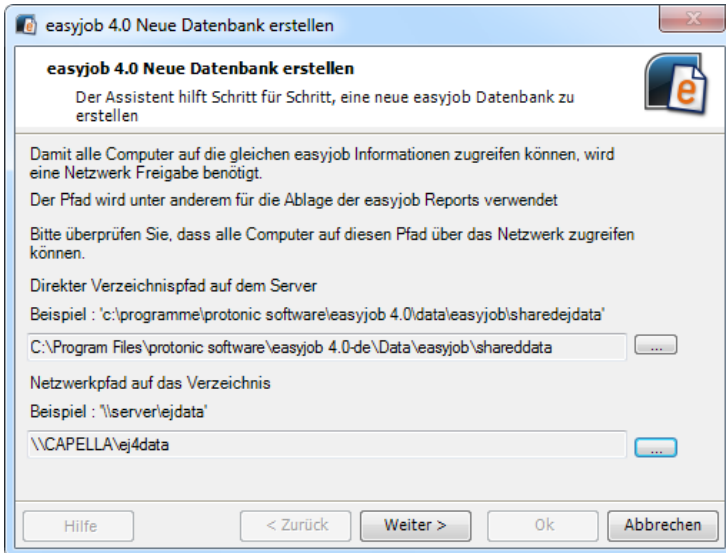 easyjob 4.0 Neue Datenbank erstellen
easyjob 4.0 Neue Datenbank erstellen
Der Assistent hilft Schritt für Schritt, eine neue easyjob Datenbank zu
erstellen
e
Damit alle Computer auf die gleichen easyjob Informationen zugreifen können, wird
eine Netzwerk Freigabe benötigt.
Der Pfad wird unter anderem für die Ablage der easyjob Reports verwendet
Bitte überprüfen Sie, dass alle Computer auf diesen Pfad über das Netzwerk zugreifen
können.
Direkter Verzeichnispfad auf dem Server
Beispiel : 'c:\programme\protonic software\easyjob 4.0\data\easyjob\sharedejdata'
C:\Program Files\protonic software\easyjob 4.0-de\Data\easyjob\shareddata
...
Netzwerkpfad auf das Verzeichnis
Beispiel : '\\server\ejdata'
\\CAPELLA\ej4data
...
Hilfe
< Zurück
Weiter >
Ok
Abbrechen